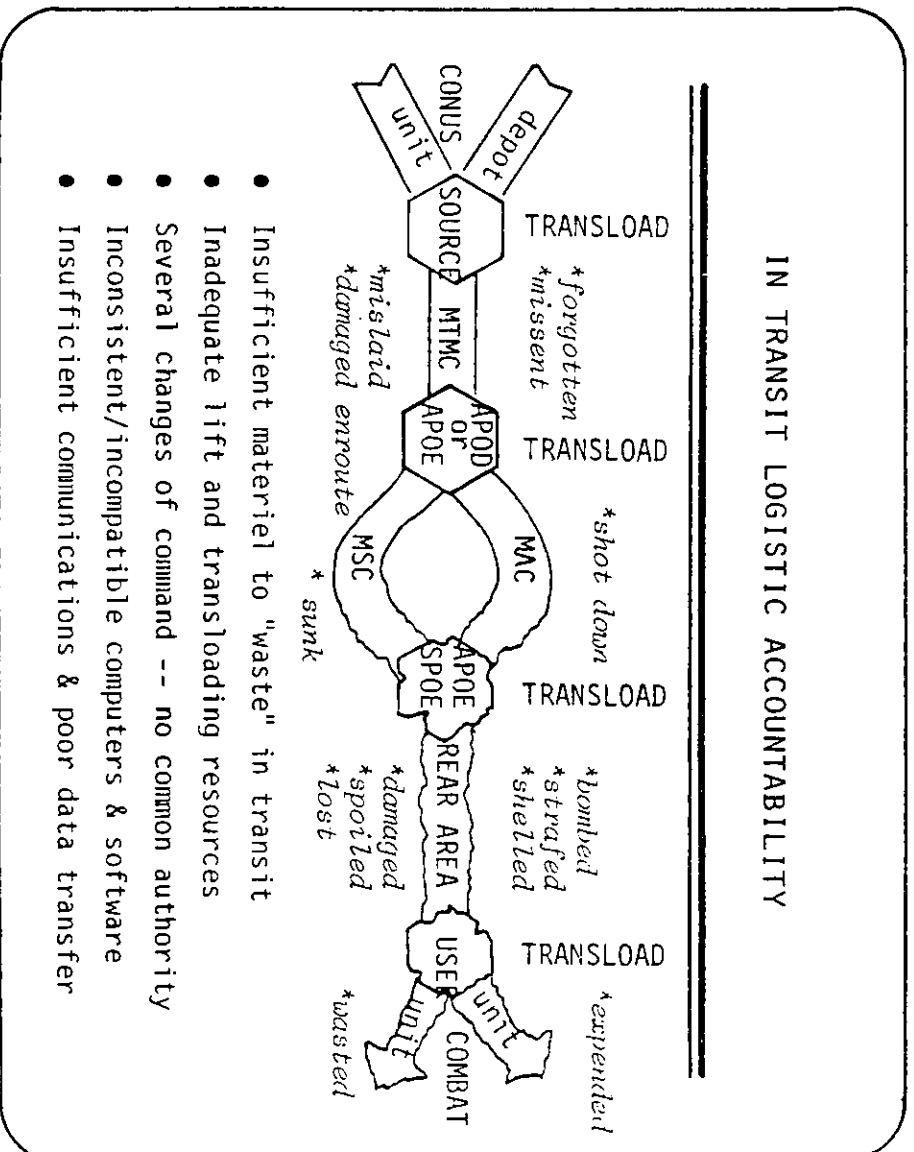 IN TRANSIT LOGISTIC ACCOUNTABILITY
*expended
*bombed
*strafed
*shelled
*shot down
*forgotten
*missent
TRANSLOAD
TRANSLOAD
TRANSLOAD
TRANSLOAD
depot
CONUS
unit
SOURCE
MTMC
APOD
or
APOE
MAC
MSC
APOE
SPOE
REAR AREA
USER
unit
unit
COMBAT
*mislaid
*damaged enroute
* sunk
*damaged
*spoiled
*lost
*wasted
• Insufficient materiel to "waste" in transit
• Inadequate lift and transloading resources
• Several changes of command -- no common authority
• Inconsistent/incompatible computers & software
• Insufficient communications & poor data transfer